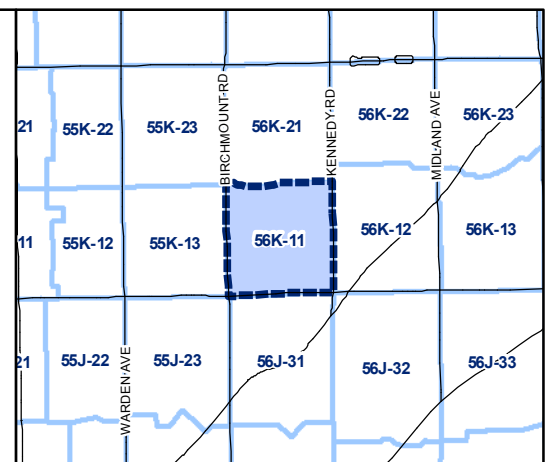 BIRCHMOUNT RD
KENNEDY RD
MIDLAND AVE
21
55K-22
55K-23
56K-21
56K-22
56K-23
11
55K-12
55K-13
56K-11
56K-12
56K-13
21
55J-22
55J-23
56J-31
56J-32
56J-33
WARDEN AVE